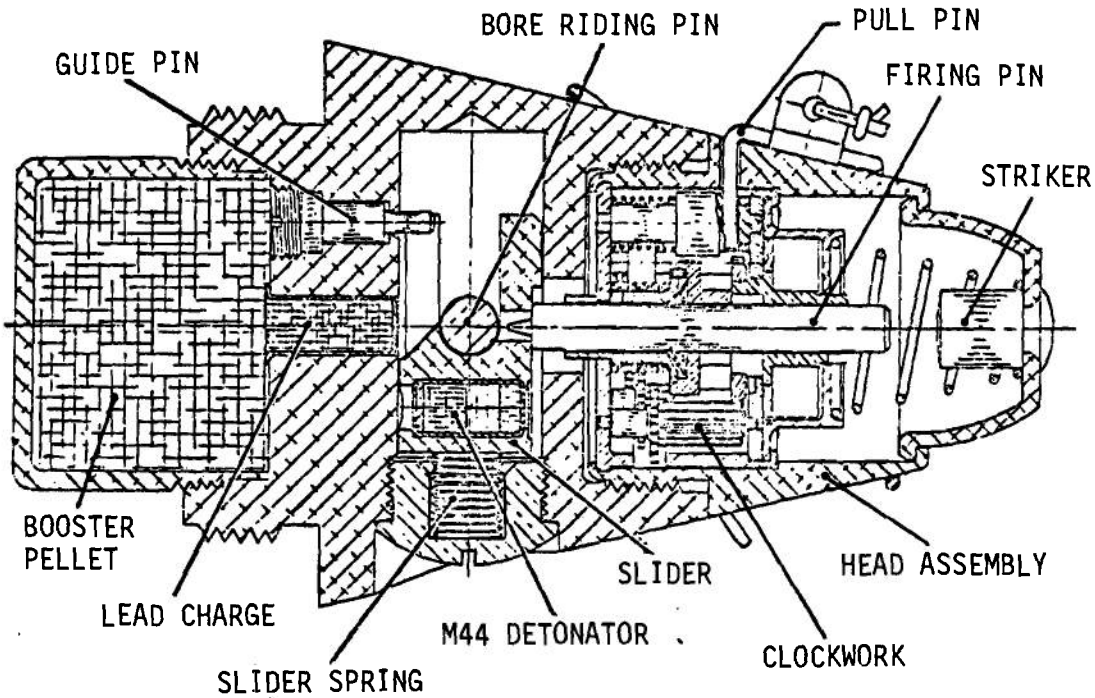 BORE RIDING PIN
PULL PIN
GUIDE PIN
FIRING PIN
STRIKER
BOOSTER
PELLET
SLIDER
HEAD ASSEMBLY
LEAD CHARGE
M44 DETONATOR
CLOCKWORK
SLIDER SPRING